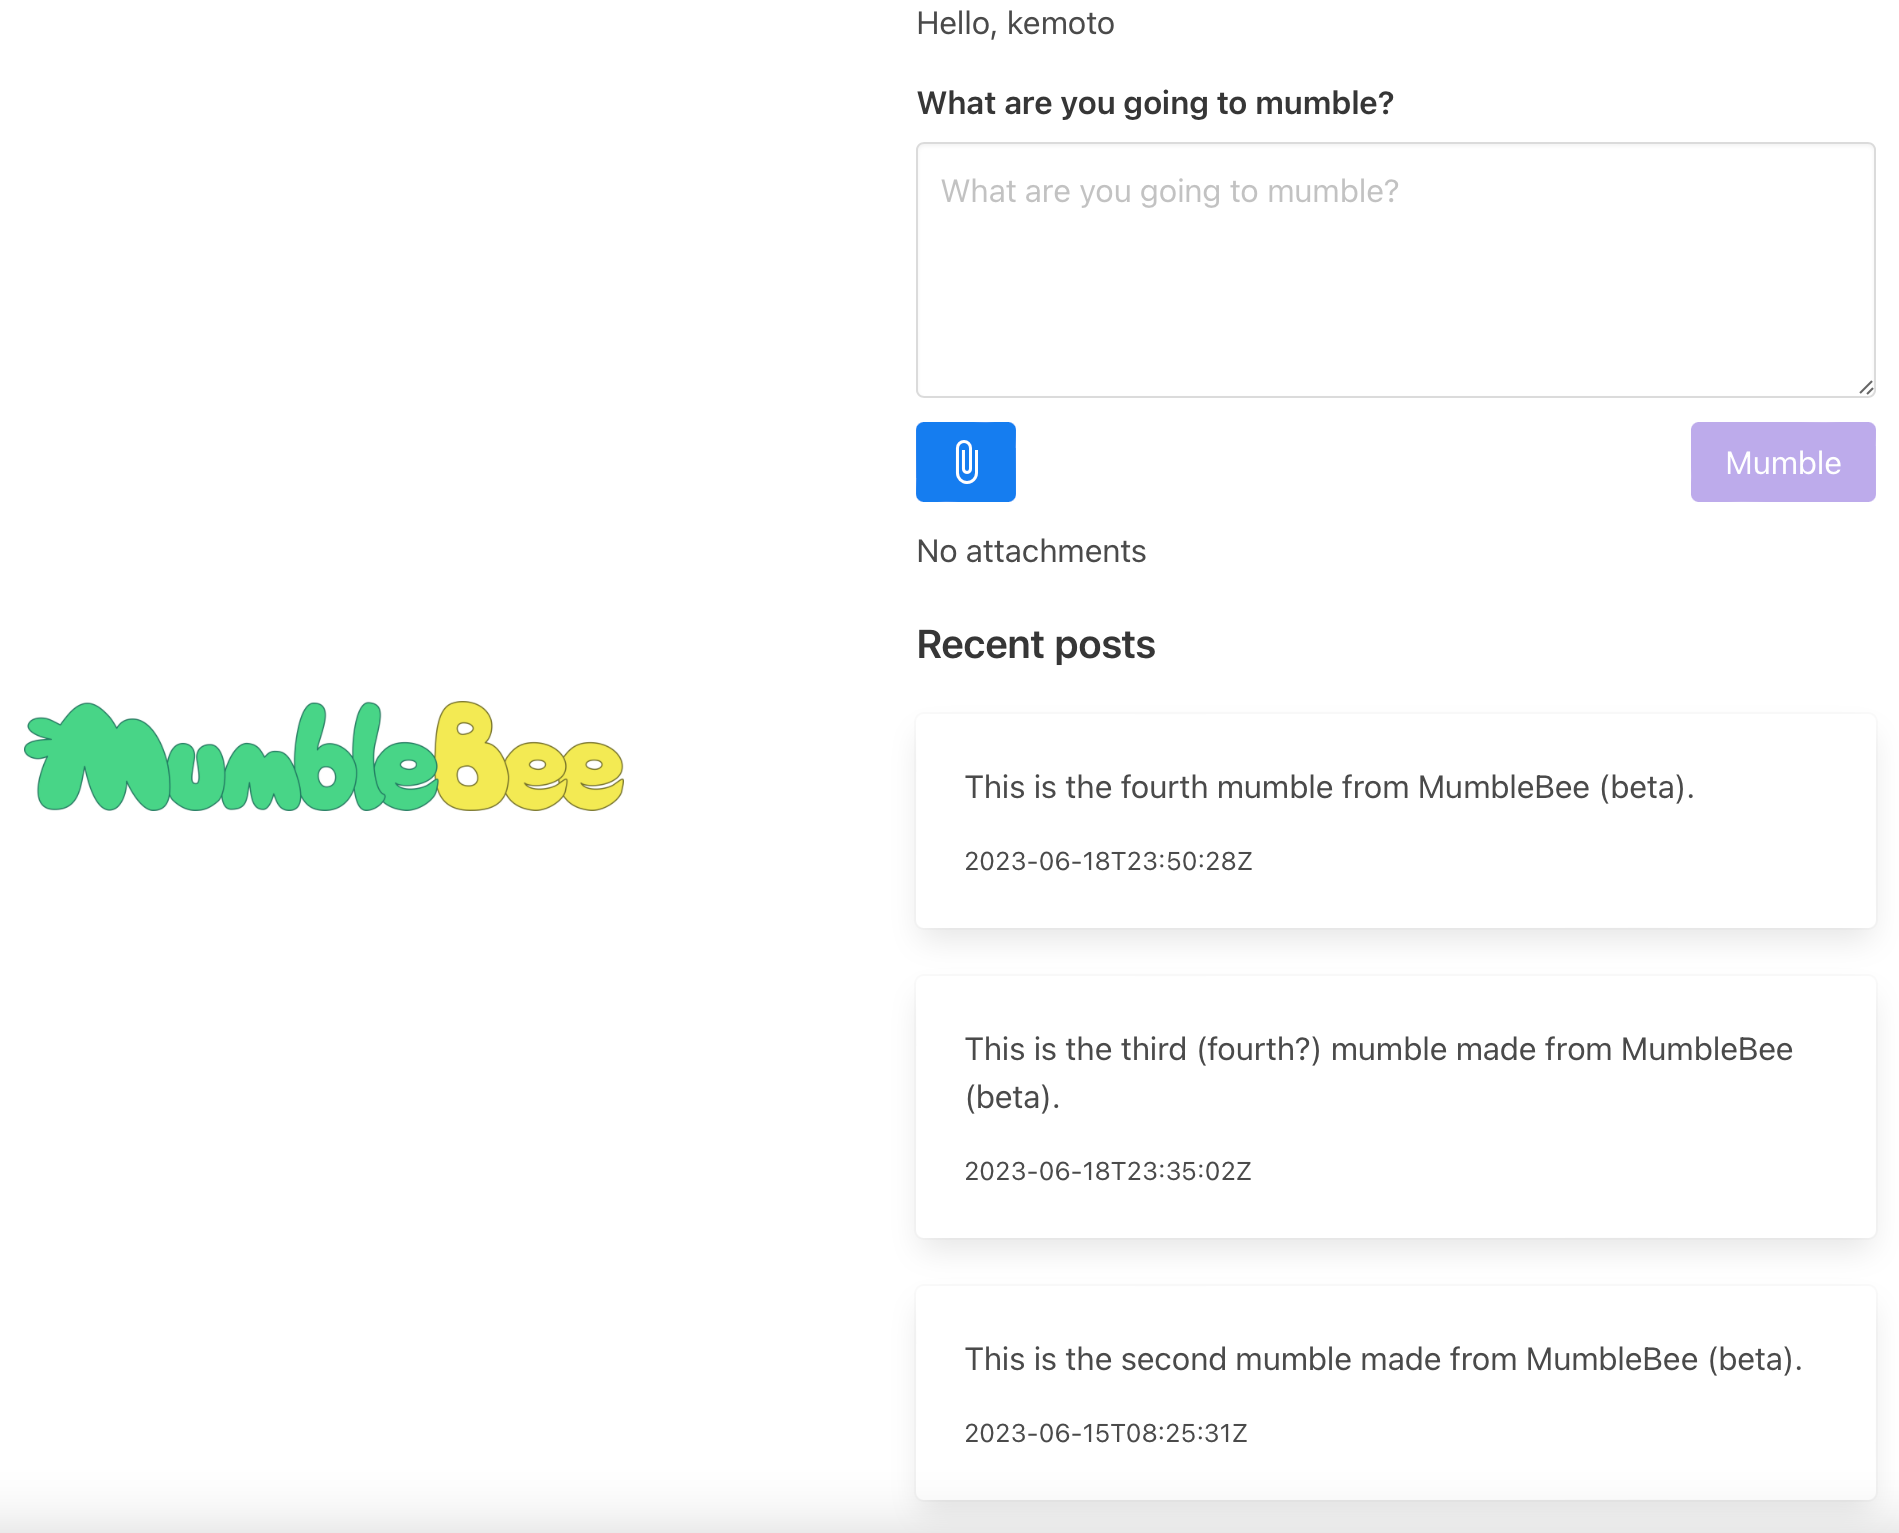 Hello, kemoto
What are you going to mumble?
What are you going to mumble?
Mumble
No attachments
Recent posts
MumbleBee
This is the fourth mumble from MumbleBee (beta).
2023-06-18T23:50:28Z
This is the third (fourth?) mumble made from MumbleBee
(beta).
2023-06-18T23:35:02Z
This is the second mumble made from MumbleBee (beta).
2023-06-15T08:25:31Z